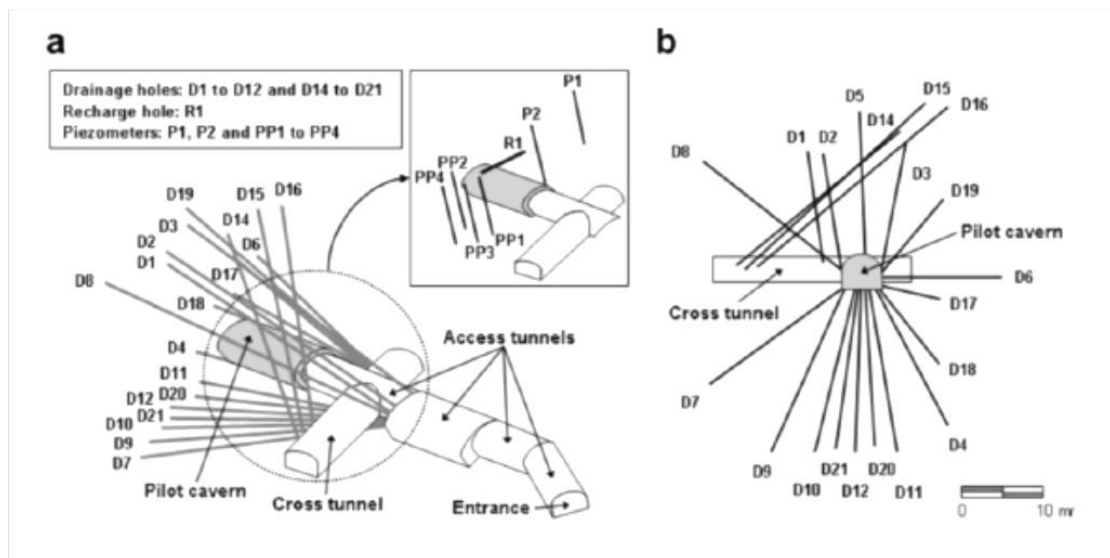 a
Drainage holes: D1 to D12 and D14 to D21
Recharge hole: R1
Piezometers: P1, P2 and PP1 to PP4
P1
P2
R1
PP2
PP4
PP1
PP3
D19
D15
D16
D3
D14
D2
D6
D1
D17
D8
D18
D4
D11
D12
D20
D21
D10
D9
D7
Access tunnels
Pilot cavern
Cross tunnel
Entrance
b
D5
D15
D14
D16
D1
D2
D8
D3
D19
Pilot cavern
D6
D17
Cross tunnel
D18
D7
D4
D9
D21
D20
D10
D12
D11
0
10 mr